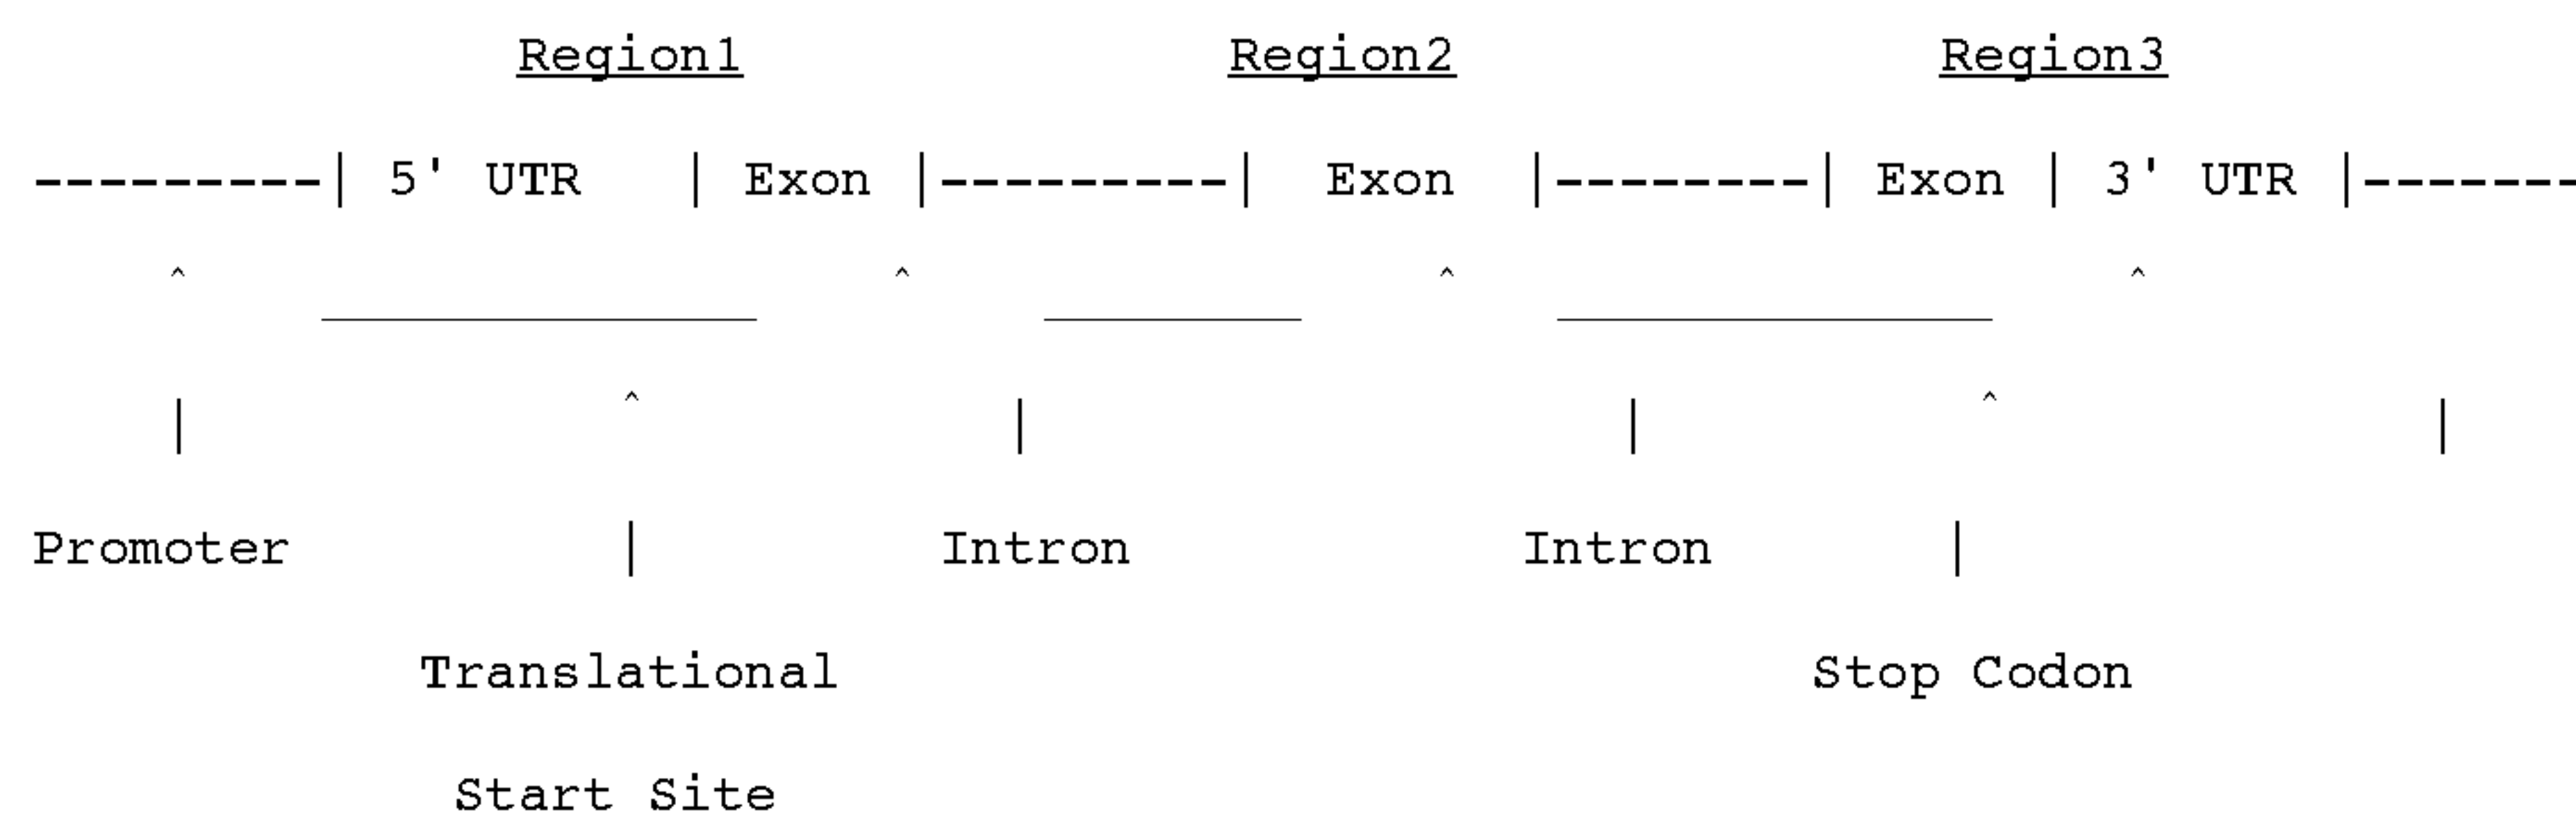 Region1 Region2 Region3
---------| 5' UTR | Exon |---------| Exon |--------| Exon | 3' UTR |-------
^ ^ ^ ^
^ ^
| | | |
Promoter | Intron Intron |
Translational Stop Codon
Start Site